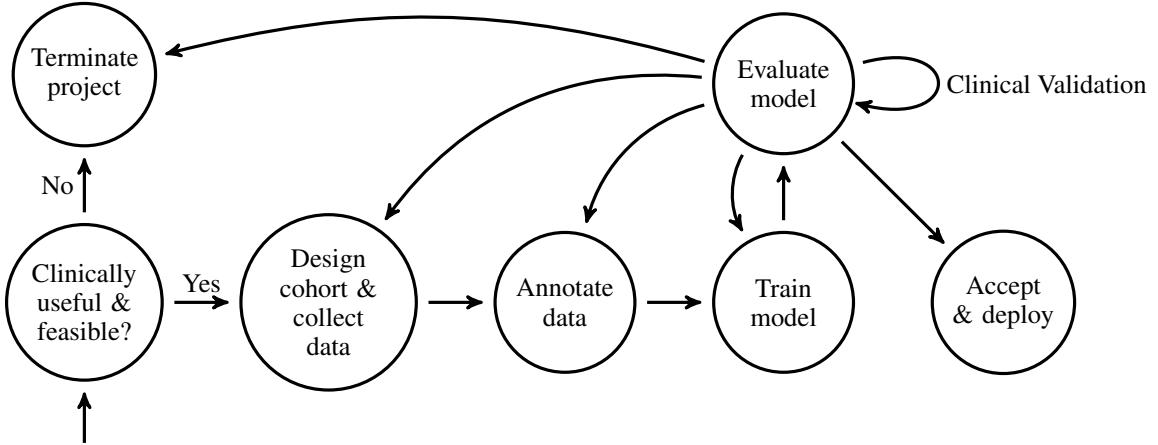 Terminate
project
Evaluate
model
Clinical Validation
No
Clinically
useful &
feasible?
Yes
Design
cohort &
collect
data
Annotate
data
Train
model
Accept
& deploy